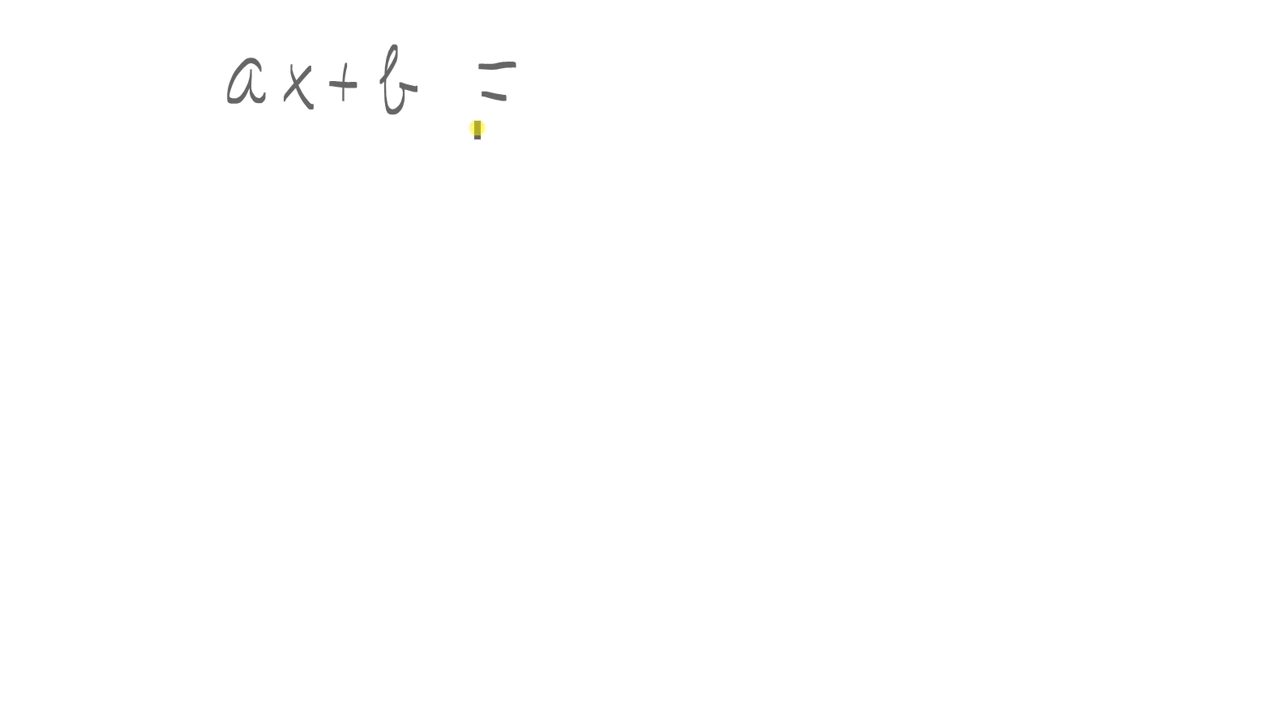 ax+b =